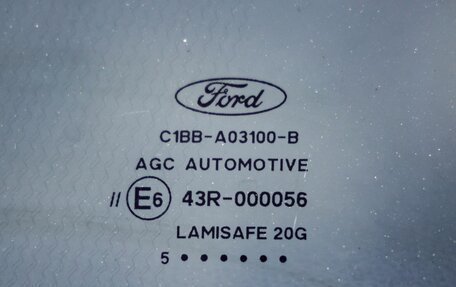 Ford
C1BB-A03100-B
AGC AUTOMOTIVE
// E6 43R-000056
LAMISAFE 20G
5 ● ● ● ● ● ●